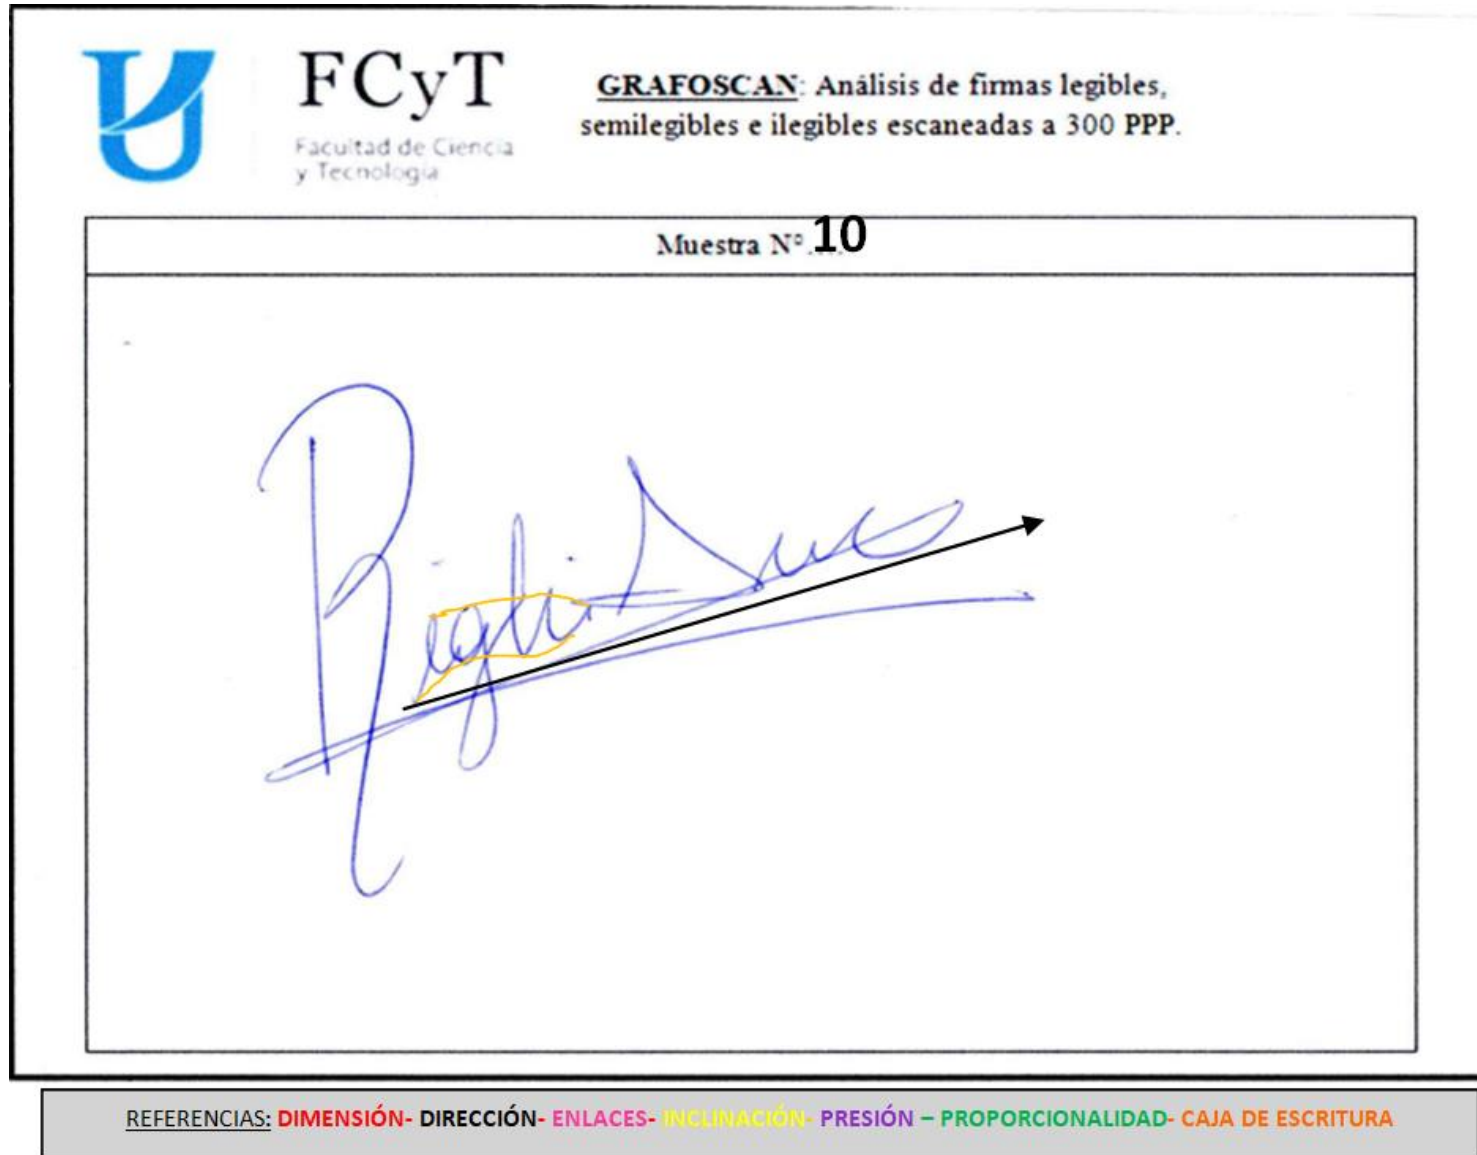 FCyT
Facultad de Ciencia
y Tecnología
GRAFOSCAN: Análisis de firmas legibles,
semilegibles e ilegibles escaneadas a 300 PPP.
Muestra Nº 10
REFERENCIAS: DIMENSIÓN- DIRECCIÓN- ENLACES- INCLINACIÓN- PRESIÓN – PROPORCIONALIDAD- CAJA DE ESCRITURA